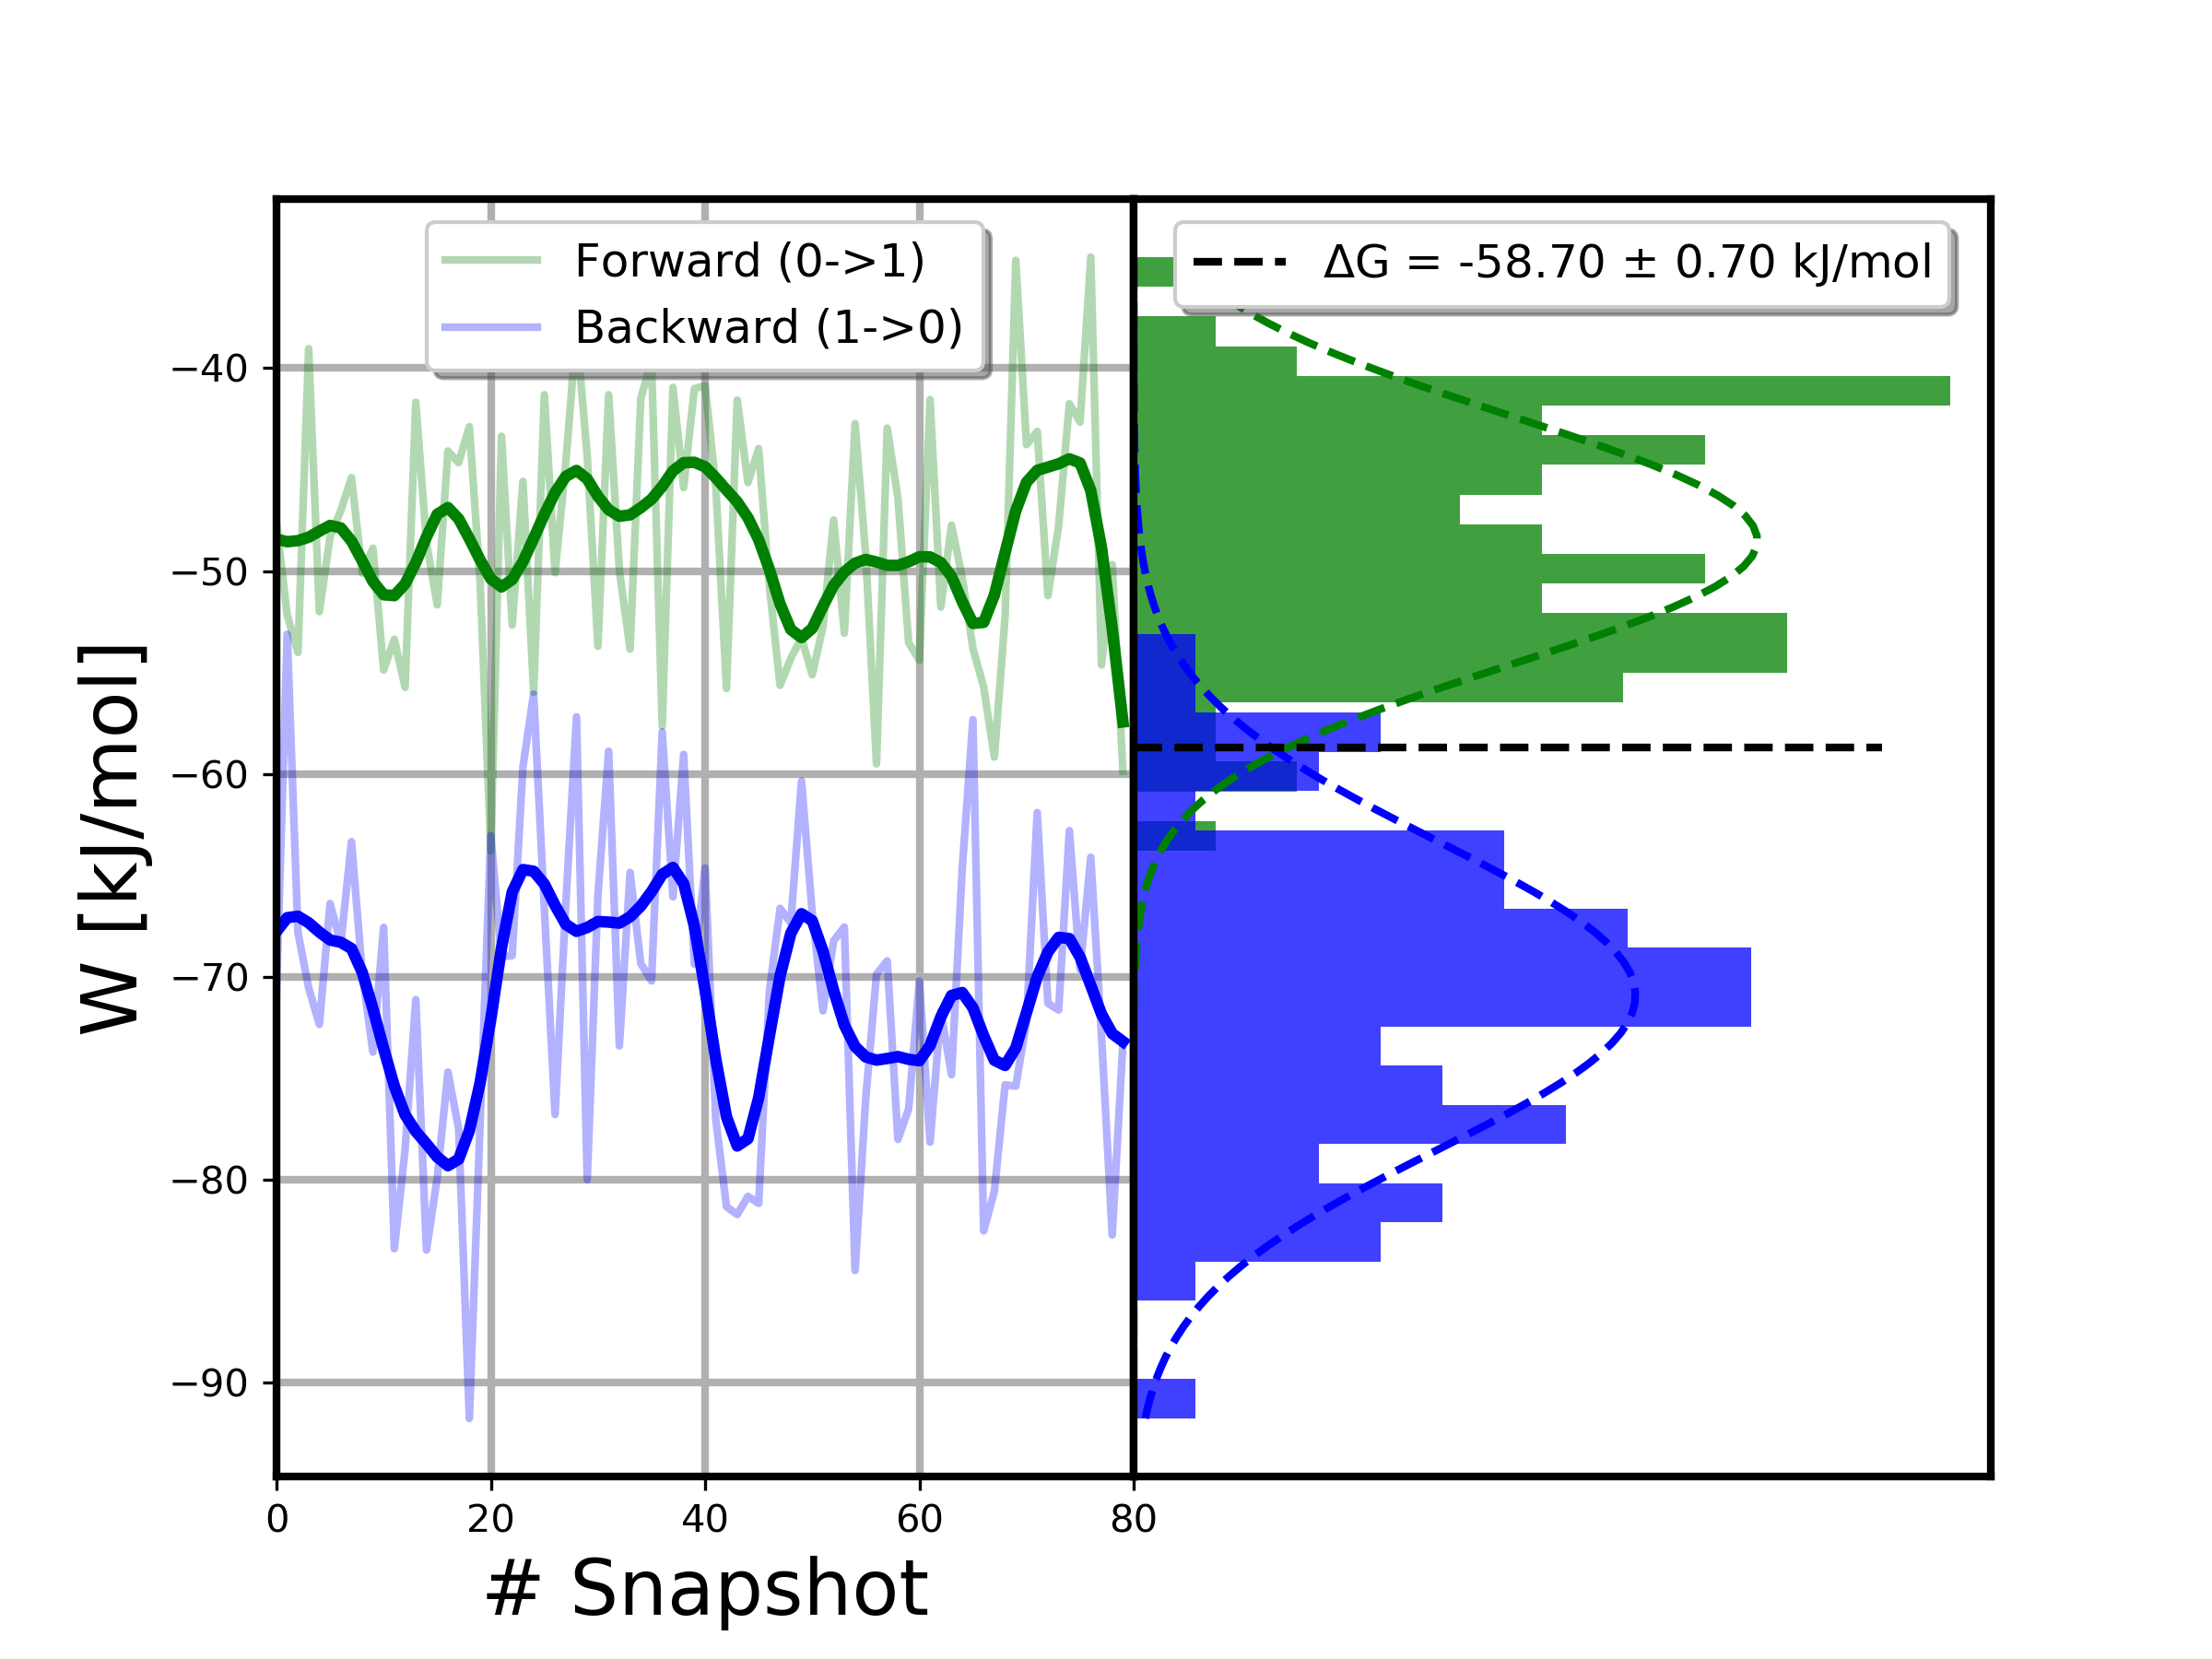 Forward (0->1)
Backward (1->0)
ΔG = -58.70 ± 0.70 kJ/mol
W [kJ/mol]
−40
−50
−60
−70
−80
−90
0 20 40 60 80
# Snapshot